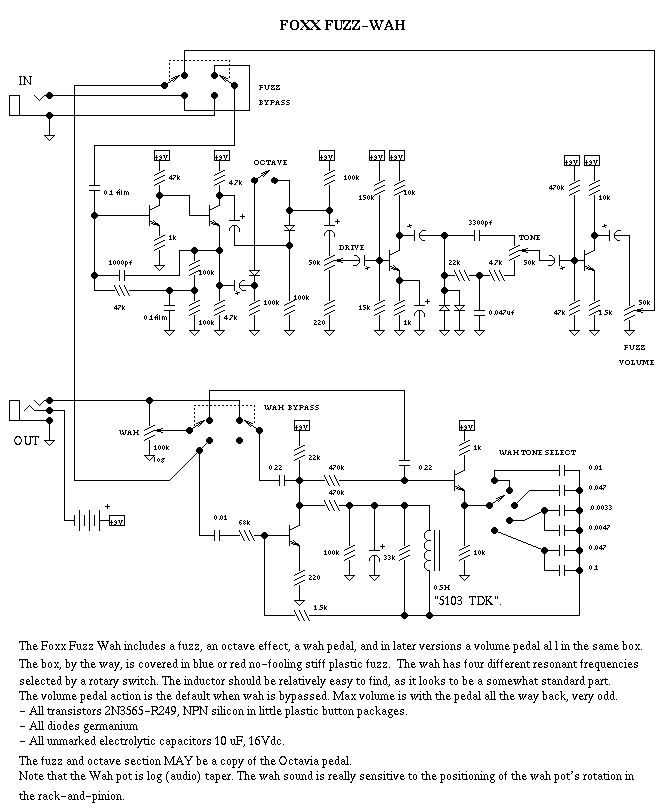 FOXX FUZZ-WAH
IN
FUZZ
BYPASS
+9V
+9V
OCTAVE
+9V
+9V
+9V
+9V
+9V
47k
4.7k
100k
150k
10k
470k
10k
0.1 film
1k
3300pf
TONE
DRIVE
1000pf
100k
50k
22k
47k
50k
47k
0.1film
100k
4.7k
100k
100k
220
15k
1k
0.047uf
47k
1.5k
50k
FUZZ
VOLUME
WAH BYPASS
WAH
OUT
100k
log
+9V
22k
1k
WAH TONE SELECT
0.22
470k
0.22
0.01
470k
0.047
0.01
68k
.0033
0.0047
100k
33k
10k
0.047
220
0.5H
0.1
"5103 TDK".
1.5k
+
+9V
The Foxx Fuzz Wah includes a fuzz, an octave effect, a wah pedal, and in later versions a volume pedal al l in the same box.
The box, by the way, is covered in blue or red no-fooling stiff plastic fuzz. The wah has four different resonant frequencies
selected by a rotary switch. The inductor should be relatively easy to find, as it looks to be a somewhat standard part.
The volume pedal action is the default when wah is bypassed. Max volume is with the pedal all the way back, very odd.
- All transistors 2N3565-R249, NPN silicon in little plastic button packages.
- All diodes germanium
- All unmarked electrolytic capacitors 10 uF, 16Vdc.
The fuzz and octave section MAY be a copy of the Octavia pedal.
Note that the Wah pot is log (audio) taper. The wah sound is really sensitive to the positioning of the wah pot's rotation in
the rack-and-pinion.